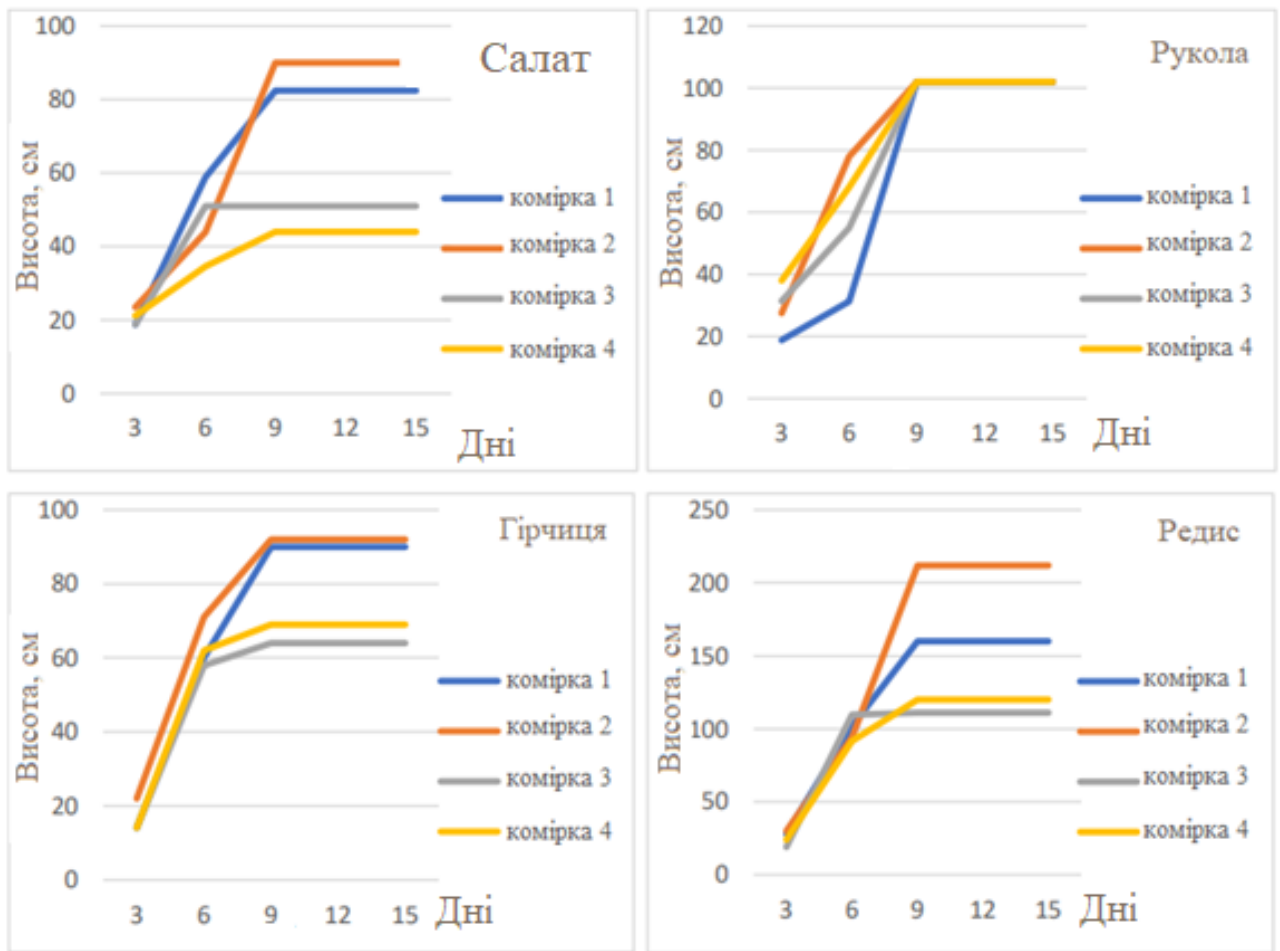 Салат
Висота, см
100
80
60
40
20
0
3 6 9 12 15
Дні
комірка 1
комірка 2
комірка 3
комірка 4
Рукола
Висота, см
120
100
80
60
40
20
0
3 6 9 12 15
Дні
комірка 1
комірка 2
комірка 3
комірка 4
Гірчиця
Висота, см
100
80
60
40
20
0
3 6 9 12 15
Дні
комірка 1
комірка 2
комірка 3
комірка 4
Редис
Висота, см
250
200
150
100
50
0
3 6 9 12 15
Дні
комірка 1
комірка 2
комірка 3
комірка 4